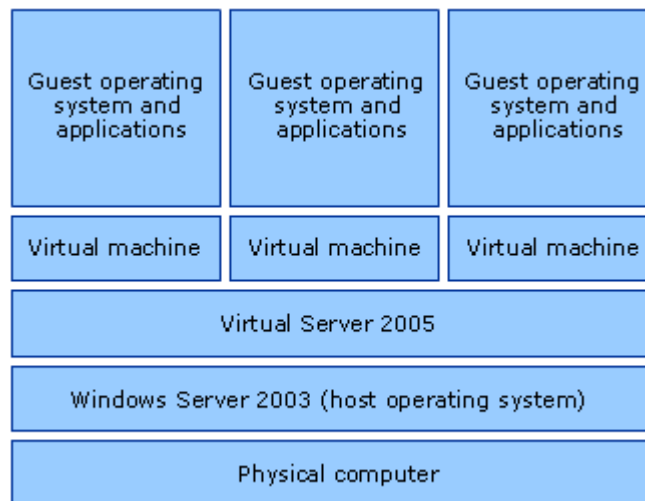 Guest operating
system and
applications
Guest operating
system and
applications
Guest operating
system and
applications
Virtual machine
Virtual machine
Virtual machine
Virtual Server 2005
Windows Server 2003 (host operating system)
Physical computer